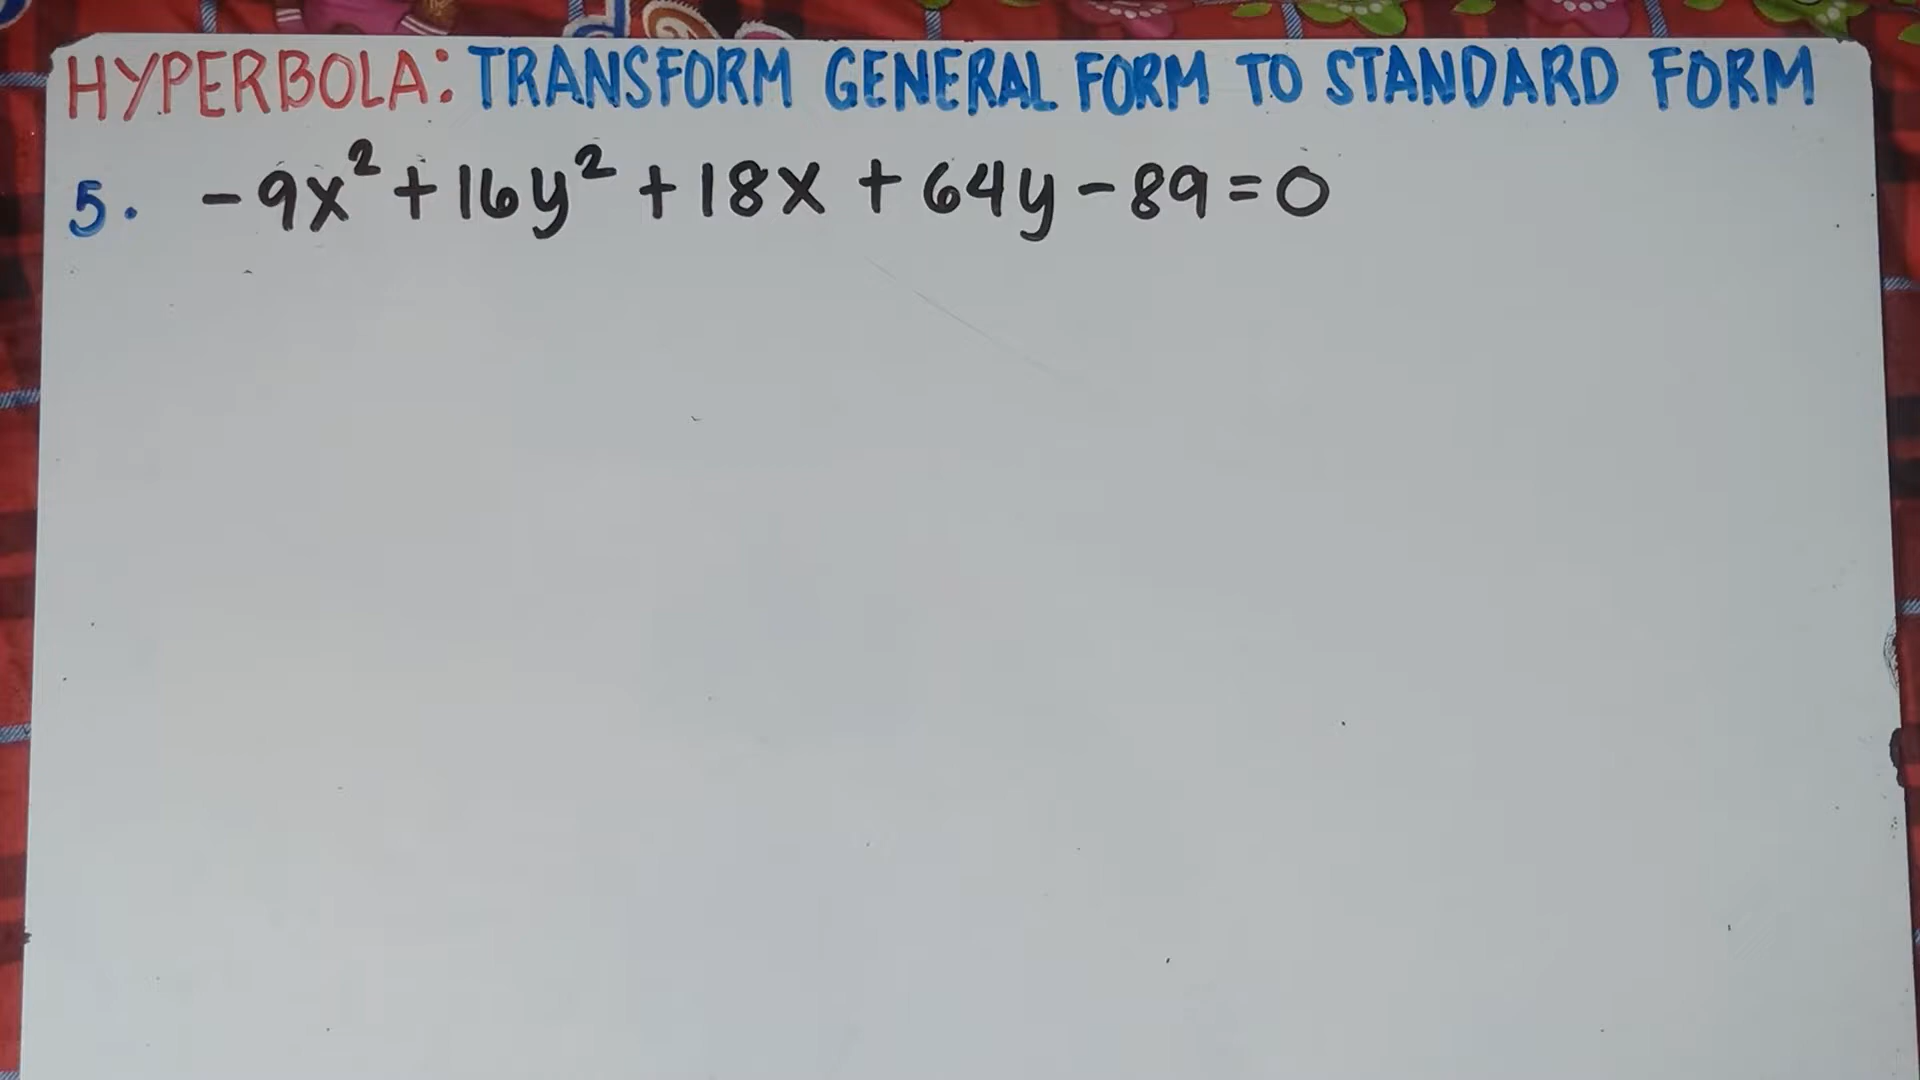 HYPERBOLA: TRANSFORM GENERAL FORM TO STANDARD FORM
5. -9x² + 16y² + 18x + 64y - 89 = 0